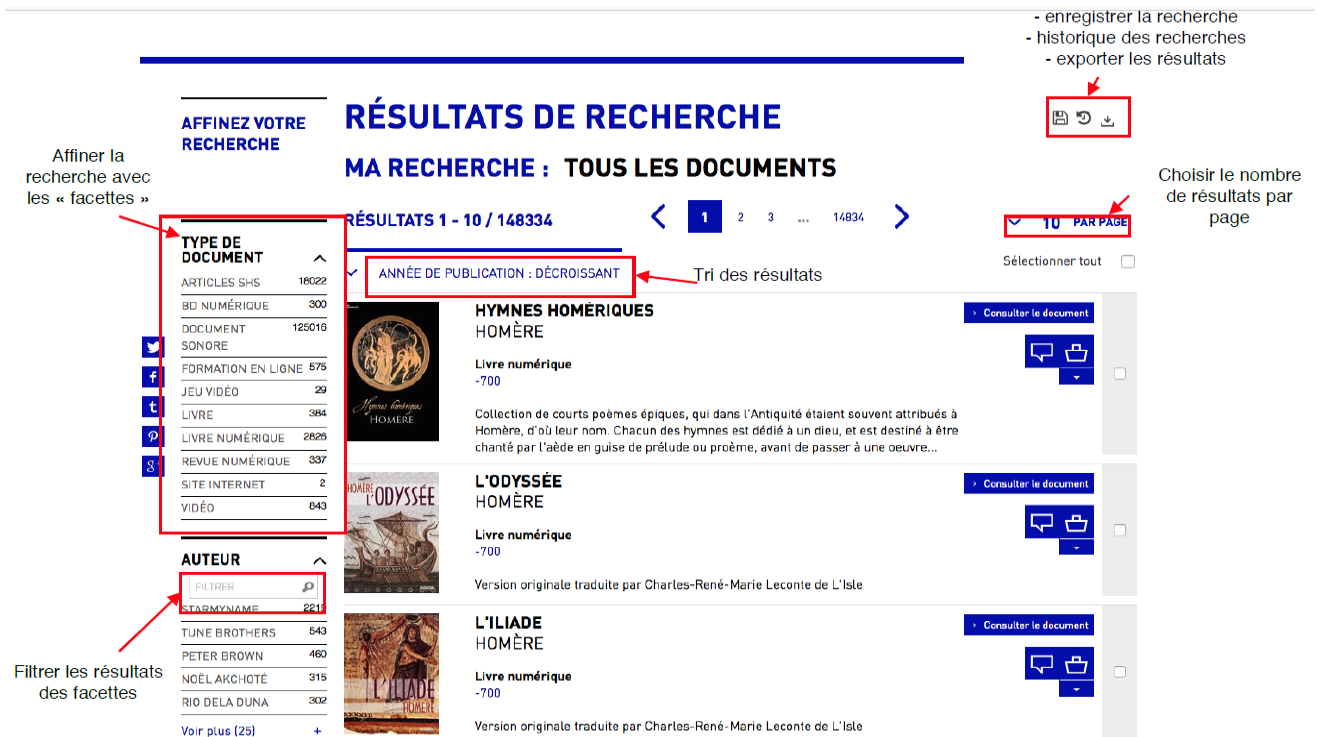 - enregistrer la recherche
- historique des recherches
- exporter les résultats
AFFINEZ VOTRE
RECHERCHE
RÉSULTATS DE RECHERCHE
MA RECHERCHE : TOUS LES DOCUMENTS
Affiner la
recherche avec
les « facettes »
Choisir le nombre
de résultats par
page
RÉSULTATS 1 - 10 / 148334
1 2 3 ... 14834
10 PAR PAGE
Sélectionner tout
ANNÉE DE PUBLICATION : DÉCROISSANT
Tri des résultats
TYPE DE
DOCUMENT
ARTICLES SHS 18022
BD NUMÉRIQUE 300
DOCUMENT 125016
SONORE
FORMATION EN LIGNE 575
JEU VIDÉO 29
LIVRE 384
LIVRE NUMÉRIQUE 2826
REVUE NUMÉRIQUE 337
SITE INTERNET 2
VIDÉO 843
AUTEUR
FILTRER
STARMYNAME 2219
TUNE BROTHERS 543
PETER BROWN 460
NOËL AKCHOTÉ 315
RIO DELA DUNA 302
Voir plus (25) +
Filtrer les résultats
des facettes
Hymnes homériques
HOMÈRE
HYMNES HOMÉRIQUES
HOMÈRE
Livre numérique
-700
Collection de courts poèmes épiques, qui dans l'Antiquité étaient souvent attribués à
Homère, d'où leur nom. Chacun des hymnes est dédié à un dieu, et est destiné à être
chanté par l'aède en guise de prélude ou proème, avant de passer à une oeuvre...
› Consulter le document
HOMÈRE
L'ODYSSÉE
L'ODYSSÉE
HOMÈRE
Livre numérique
-700
Version originale traduite par Charles-René-Marie Leconte de L'Isle
› Consulter le document
L'ILIADE
HOMÈRE
L'ILIADE
HOMÈRE
Livre numérique
-700
Version originale traduite par Charles-René-Marie Leconte de L'Isle
› Consulter le document